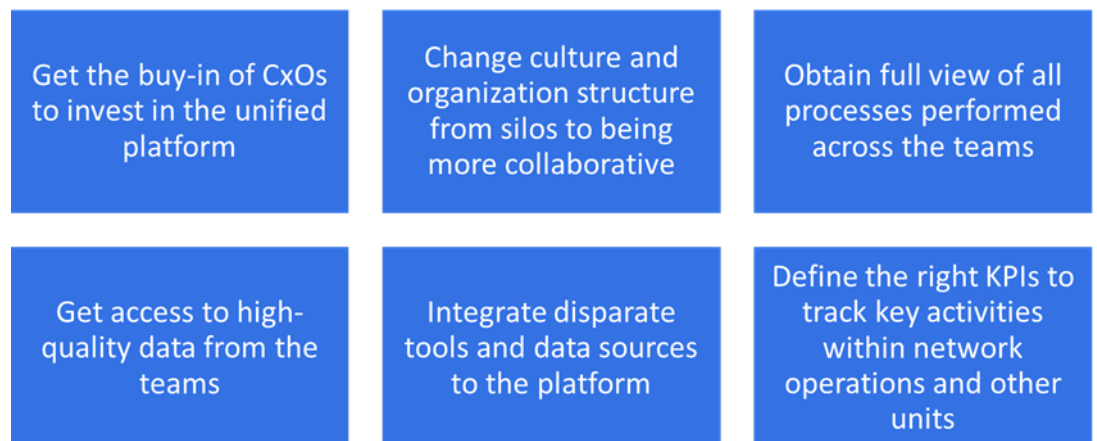 Get the buy-in of CxOs
to invest in the unified
platform
Change culture and
organization structure
from silos to being
more collaborative
Obtain full view of all
processes performed
across the teams
Get access to high-
quality data from the
teams
Integrate disparate
tools and data sources
to the platform
Define the right KPIs to
track key activities
within network
operations and other
units